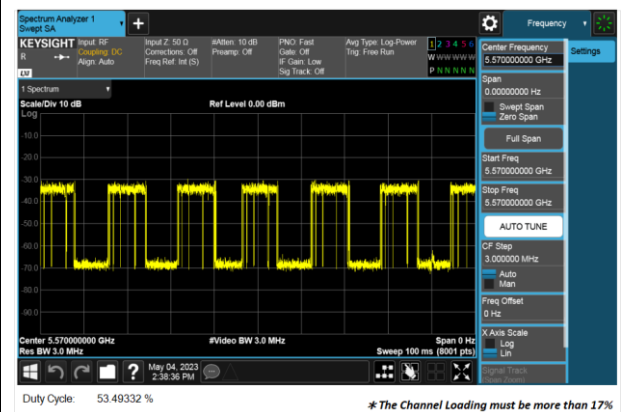 Spectrum Analyzer 1
Swept SA
+
Frequency
KEYSIGHT
Input: RF
Coupling: DC
Align: Auto
Input Z: 50 Ω
Corrections: Off
Freq Ref: Int (S)
#Atten: 10 dB
Preamp: Off
PNO: Fast
Gate: Off
IF Gain: Low
Sig Track: Off
Avg Type: Log-Power
Trig: Free Run
1 2 3 4 5 6
W W W W W W
P N N N N N
R
LM
1 Spectrum
Scale/Div 10 dB
Ref Level 0.00 dBm
Log
-10.0
-20.0
-30.0
-40.0
-50.0
-60.0
-70.0
-80.0
-90.0
Center 5.570000000 GHz
Res BW 3.0 MHz
#Video BW 3.0 MHz
Span 0 Hz
Sweep 100 ms (8001 pts)
Center Frequency
5.570000000 GHz
Settings
Span
0.00000000 Hz
Swept Span
Zero Span
Full Span
Start Freq
5.570000000 GHz
Stop Freq
5.570000000 GHz
AUTO TUNE
CF Step
3.000000 MHz
Auto
Man
Freq Offset
0 Hz
X Axis Scale
Log
Lin
Signal Track
(Span Zoom)
?
May 04, 2023
2:38:36 PM
Duty Cycle: 53.49332 %
* The Channel Loading must be more than 17%